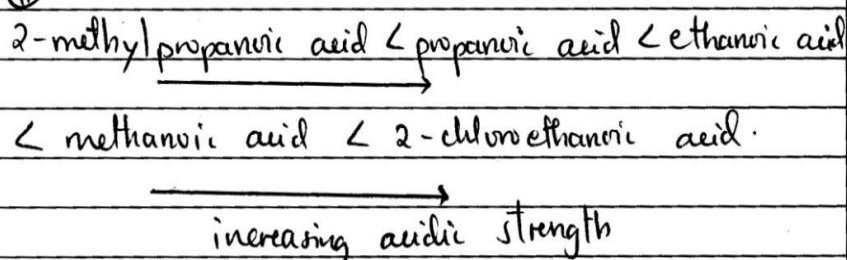 2-methylpropanoic acid < propanoic acid < ethanoic acid
< methanoic acid < 2-chloroethanoic acid.
increasing acidic strength